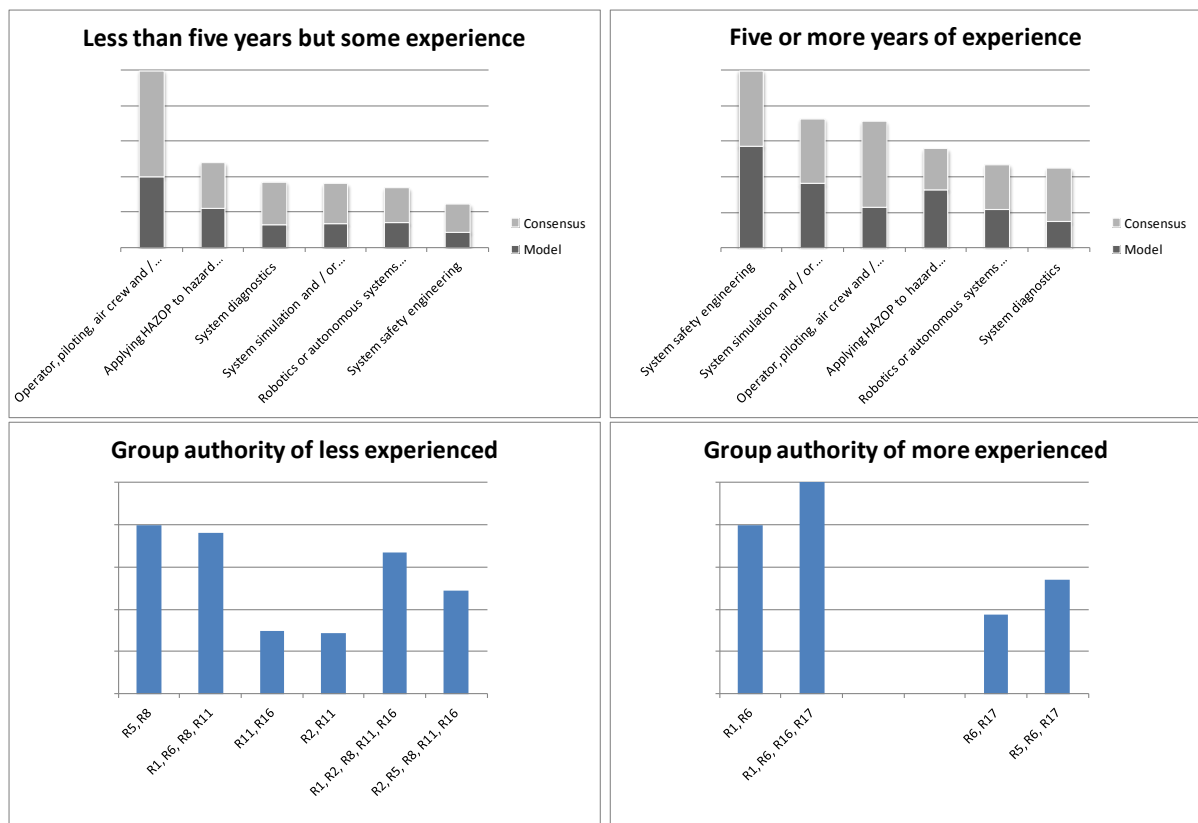 Less than five years but some experience
Consensus
Model
Operator, piloting, air crew and /...
Applying HAZOP to hazard...
System diagnostics
System simulation and / or...
Robotics or autonomous systems...
System safety engineering
Five or more years of experience
Consensus
Model
System safety engineering
System simulation and / or...
Operator, piloting, air crew and /...
Applying HAZOP to hazard...
Robotics or autonomous systems...
System diagnostics
Group authority of less experienced
R5, R8
R1, R6, R8, R11
R11, R16
R2, R11
R1, R2, R8, R11, R16
R2, R5, R8, R11, R16
Group authority of more experienced
R1, R6
R1, R6, R16, R17
R6, R17
R5, R6, R17